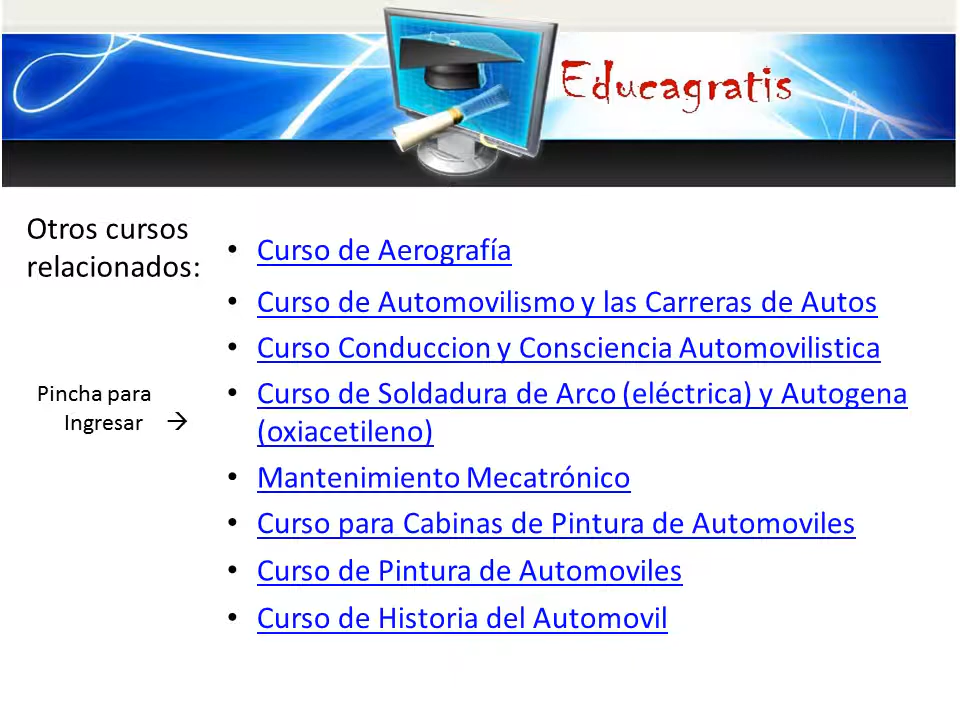 Educagratis
Otros cursos
relacionados:
• Curso de Aerografía
• Curso de Automovilismo y las Carreras de Autos
• Curso Conduccion y Consciencia Automovilistica
Pincha para
Ingresar →
• Curso de Soldadura de Arco (eléctrica) y Autogena
(oxiacetileno)
• Mantenimiento Mecatrónico
• Curso para Cabinas de Pintura de Automoviles
• Curso de Pintura de Automoviles
• Curso de Historia del Automovil